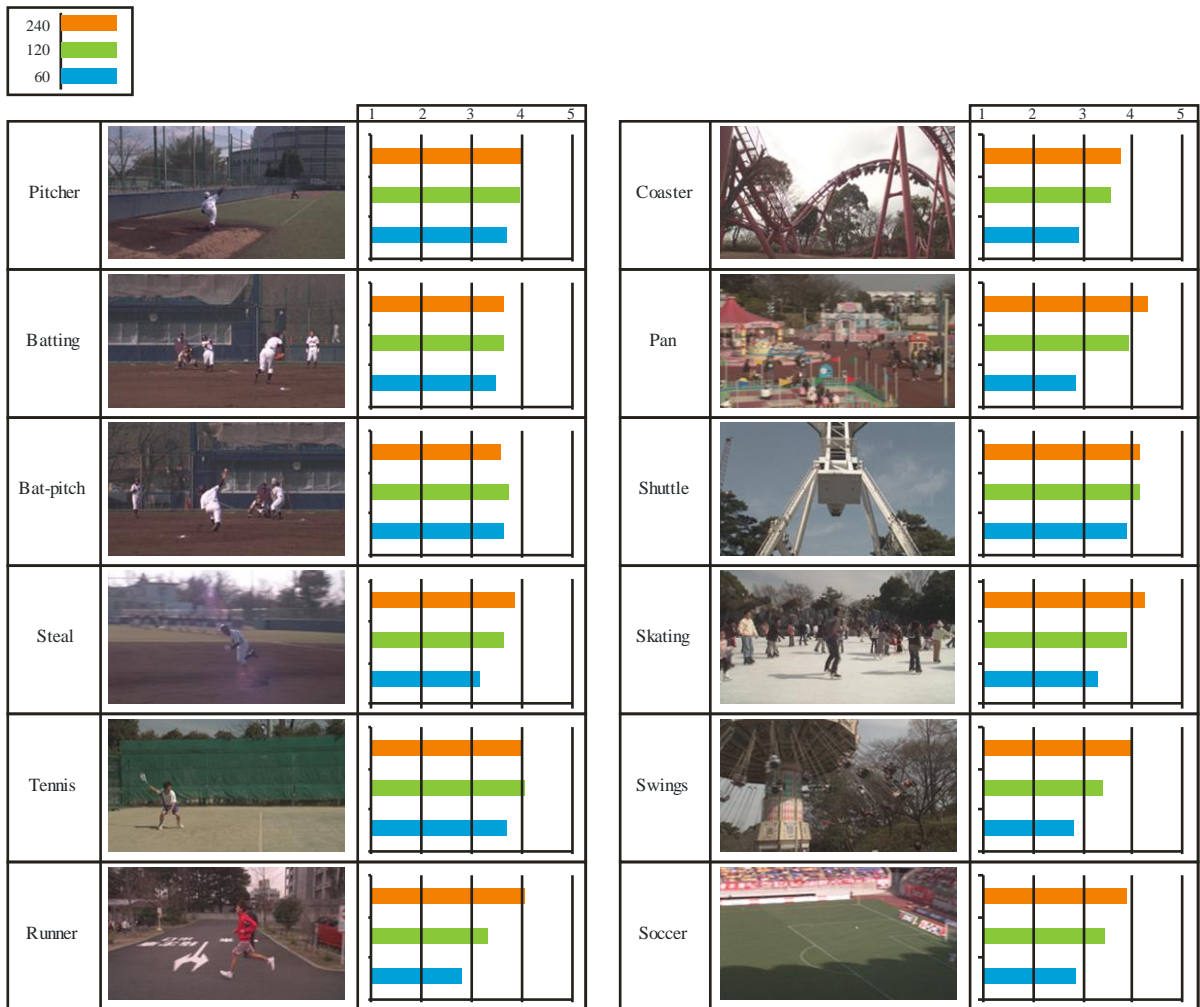 240
120
60
1 2 3 4 5
Pitcher
Batting
Bat-pitch
Steal
Tennis
Runner
1 2 3 4 5
Coaster
Pan
Shuttle
Skating
Swings
Soccer